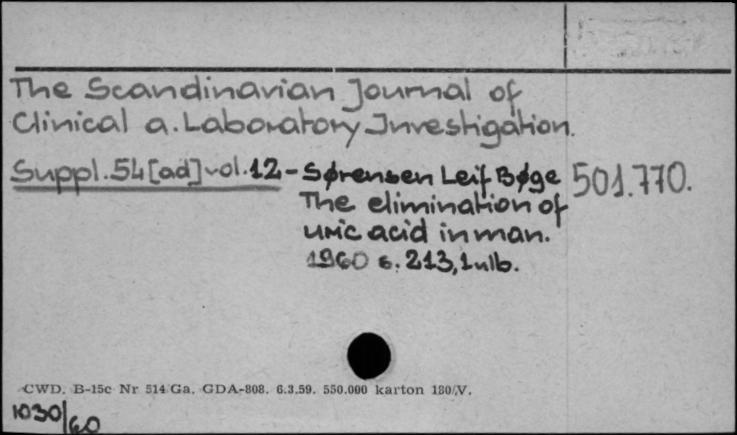 The Scandinavian Journal of
Clinical a. Laboratory Investigation.
Suppl. 54 [ad] vol. 12 - Sørensen Leif Bøge 501.770.
The elimination of
uric acid in man.
1960 s. 213, 1 ulb.
CWD. B-15c Nr 514 Ga. GDA-808. 6.3.59. 550.000 karton 180/V.
1030/60